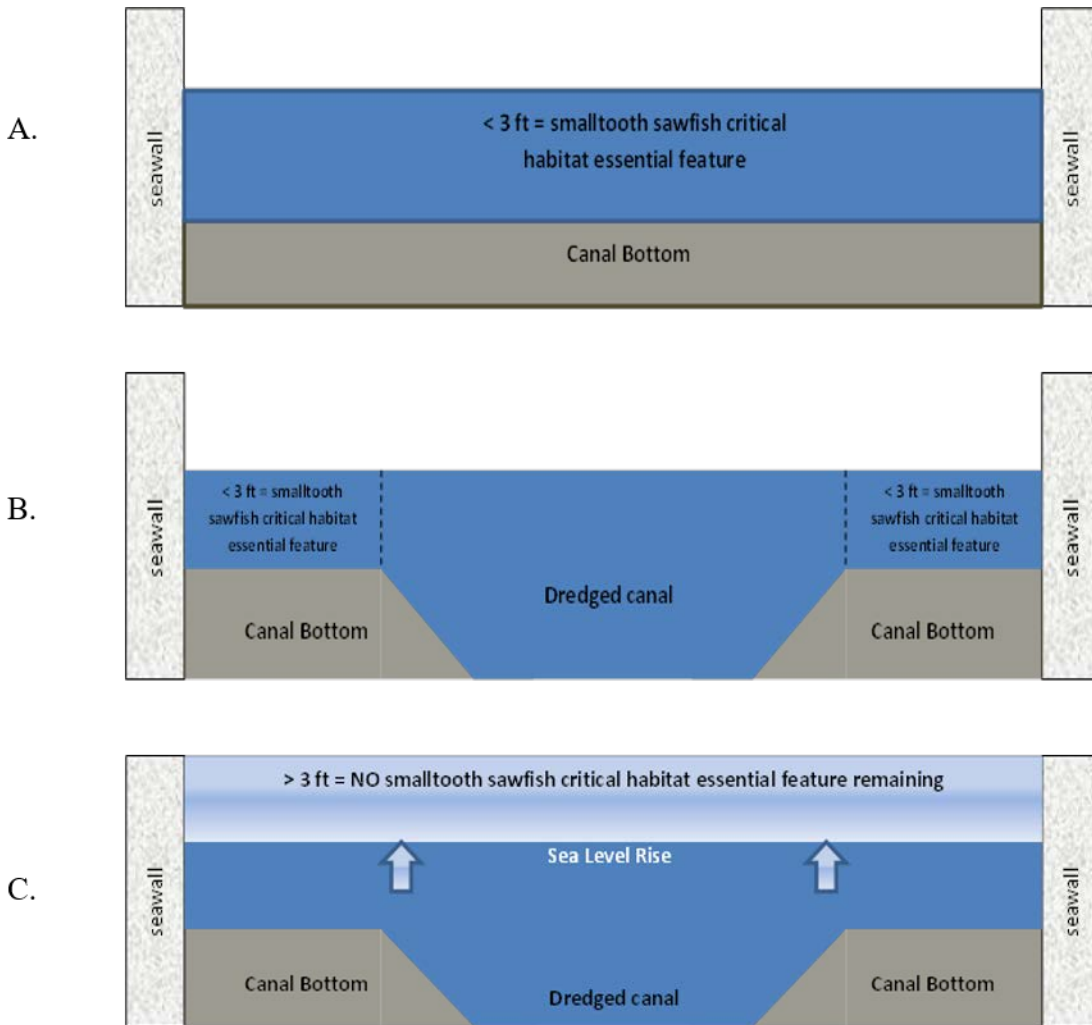 A.
seawall
< 3 ft = smalltooth sawfish critical
habitat essential feature
Canal Bottom
seawall
B.
seawall
< 3 ft = smalltooth
sawfish critical habitat
essential feature
Canal Bottom
Dredged canal
< 3 ft = smalltooth
sawfish critical habitat
essential feature
Canal Bottom
seawall
C.
seawall
> 3 ft = NO smalltooth sawfish critical habitat essential feature remaining
Sea Level Rise
Canal Bottom
Dredged canal
Canal Bottom
seawall